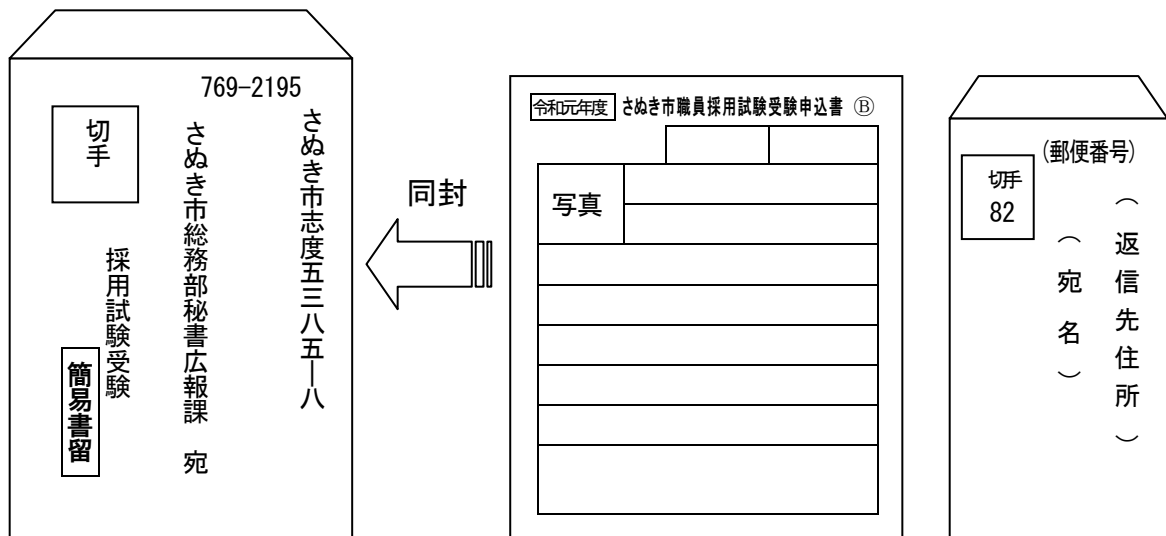 769-2195
さぬき市志度五三八五―八
さぬき市総務部秘書広報課　宛
切手
採用試験受験
簡易書留
同封
令和元年度 さぬき市職員採用試験受験申込書 Ⓑ
写真
(郵便番号)
切手
82
（返信先住所）
（宛名）